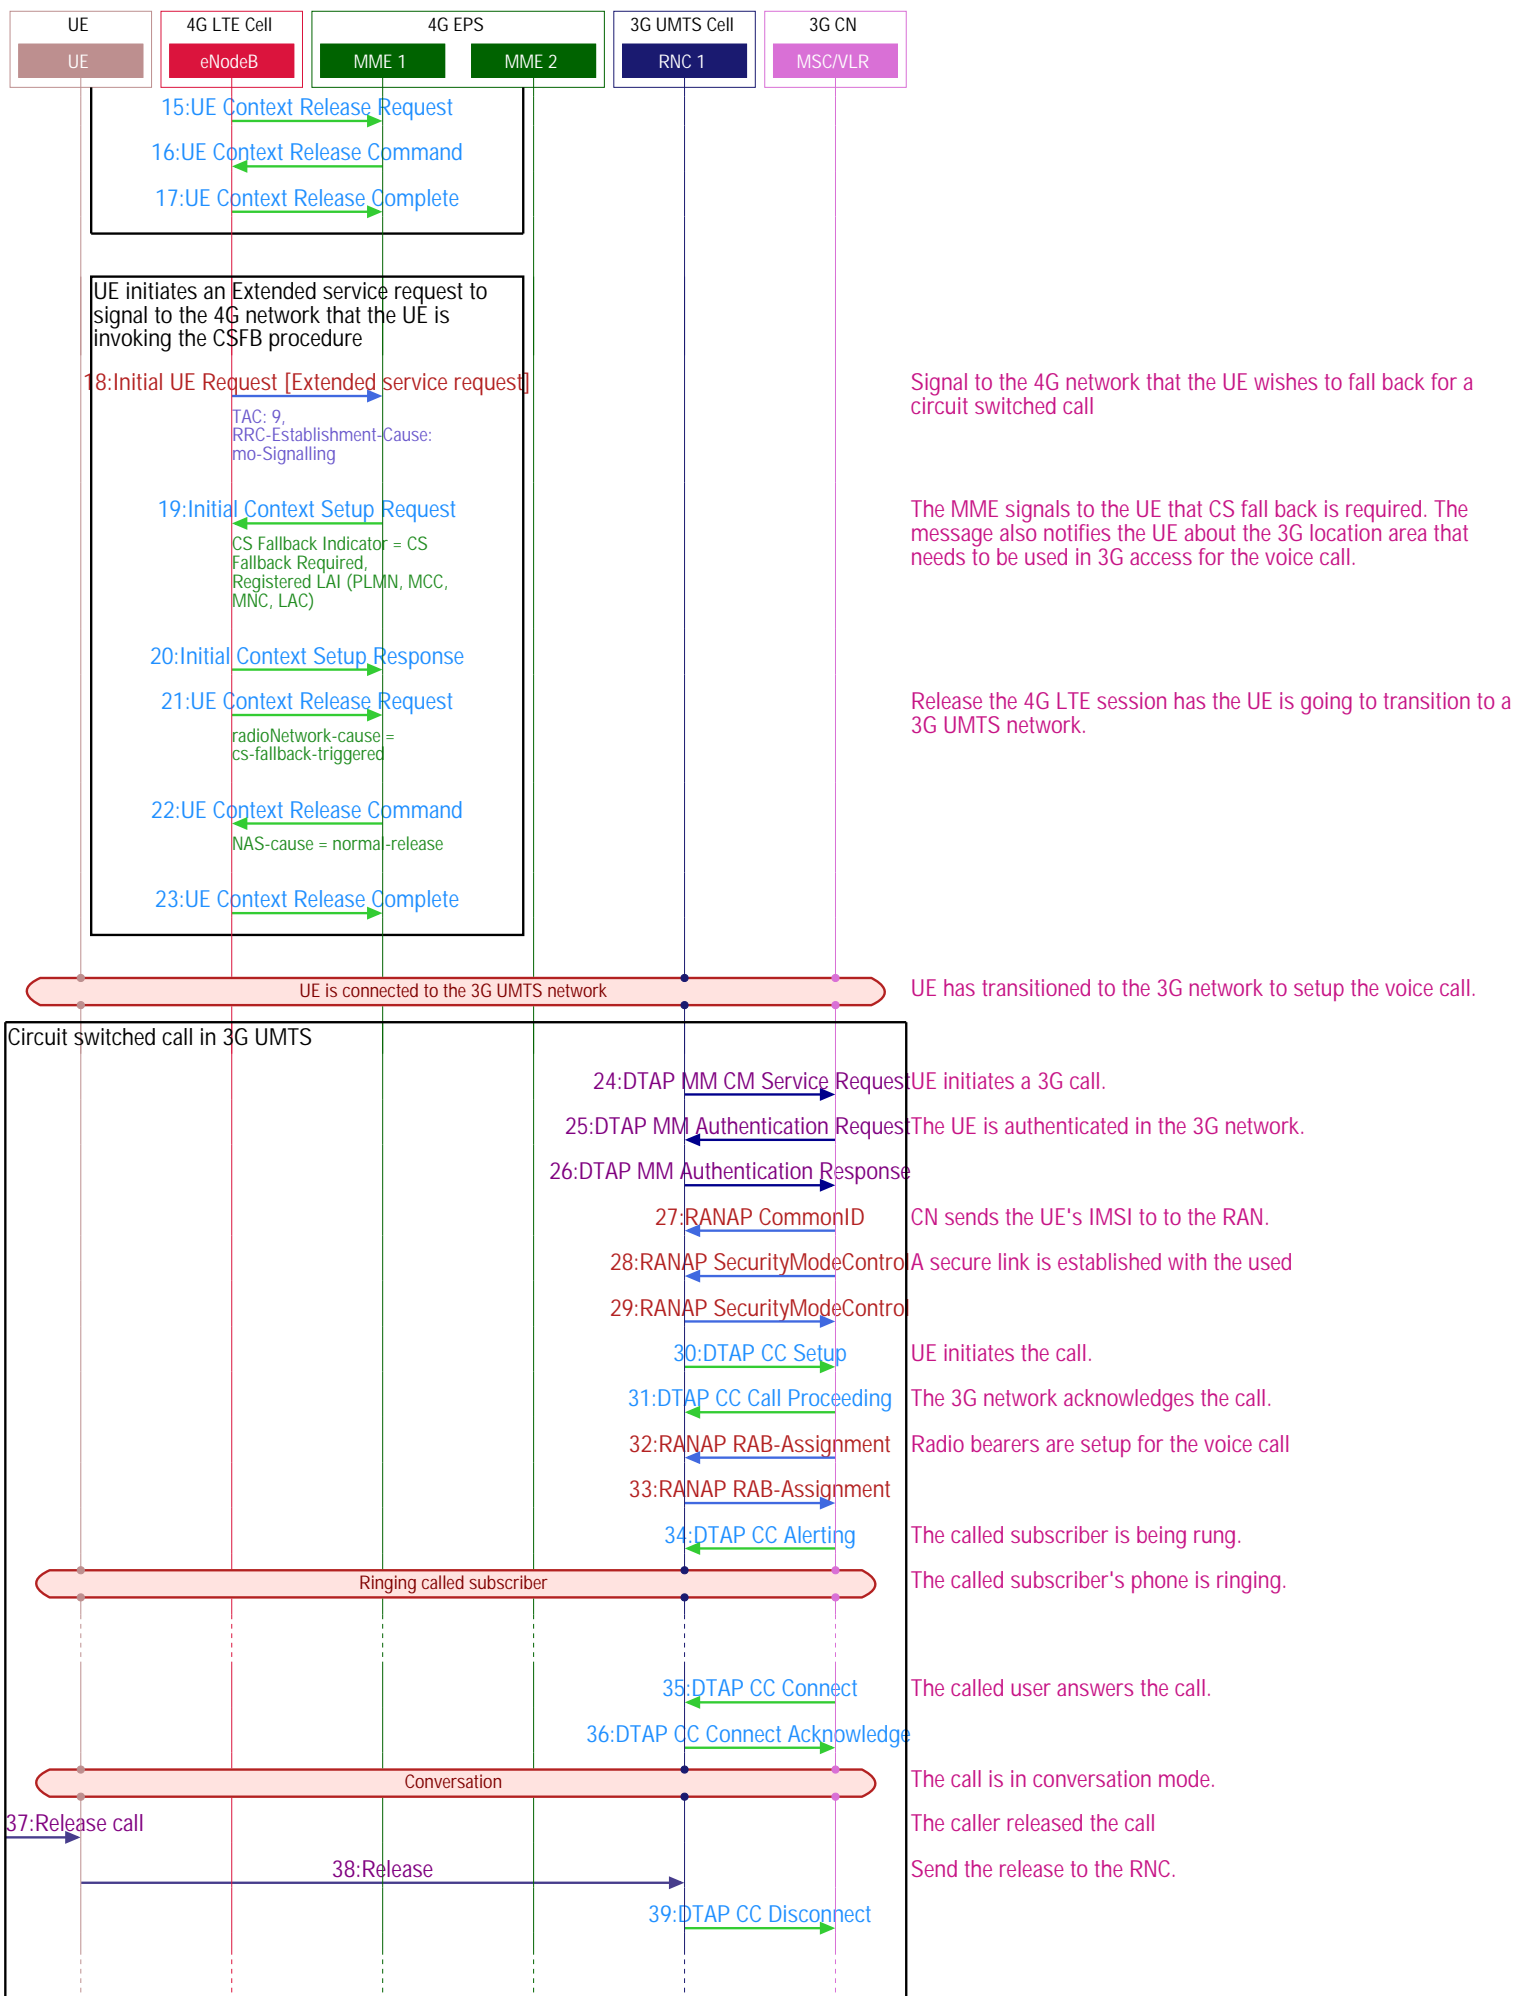 UE
4G LTE Cell
4G EPS
3G UMTS Cell
3G CN
UE
eNodeB
MME 1
MME 2
RNC 1
MSC/VLR
15:UE Context Release Request
16:UE Context Release Command
17:UE Context Release Complete
UE initiates an Extended service request to
signal to the 4G network that the UE is
invoking the CSFB procedure
18:Initial UE Request [Extended service request]
Signal to the 4G network that the UE wishes to fall back for a
circuit switched call
TAC: 9,
RRC-Establishment-Cause:
mo-Signalling
19:Initial Context Setup Request
The MME signals to the UE that CS fall back is required. The
message also notifies the UE about the 3G location area that
needs to be used in 3G access for the voice call.
CS Fallback Indicator = CS
Fallback Required,
Registered LAI (PLMN, MCC,
MNC, LAC)
20:Initial Context Setup Response
21:UE Context Release Request
Release the 4G LTE session has the UE is going to transition to a
3G UMTS network.
radioNetwork-cause =
cs-fallback-triggered
22:UE Context Release Command
NAS-cause = normal-release
23:UE Context Release Complete
UE is connected to the 3G UMTS network
UE has transitioned to the 3G network to setup the voice call.
Circuit switched call in 3G UMTS
24:DTAP MM CM Service Request
UE initiates a 3G call.
25:DTAP MM Authentication Request
The UE is authenticated in the 3G network.
26:DTAP MM Authentication Response
27:RANAP CommonID
CN sends the UE's IMSI to to the RAN.
28:RANAP SecurityModeControl
A secure link is established with the used
29:RANAP SecurityModeControl
30:DTAP CC Setup
UE initiates the call.
31:DTAP CC Call Proceeding
The 3G network acknowledges the call.
32:RANAP RAB-Assignment
Radio bearers are setup for the voice call
33:RANAP RAB-Assignment
34:DTAP CC Alerting
The called subscriber is being rung.
Ringing called subscriber
The called subscriber's phone is ringing.
35:DTAP CC Connect
The called user answers the call.
36:DTAP CC Connect Acknowledge
Conversation
The call is in conversation mode.
37:Release call
The caller released the call
38:Release
Send the release to the RNC.
39:DTAP CC Disconnect